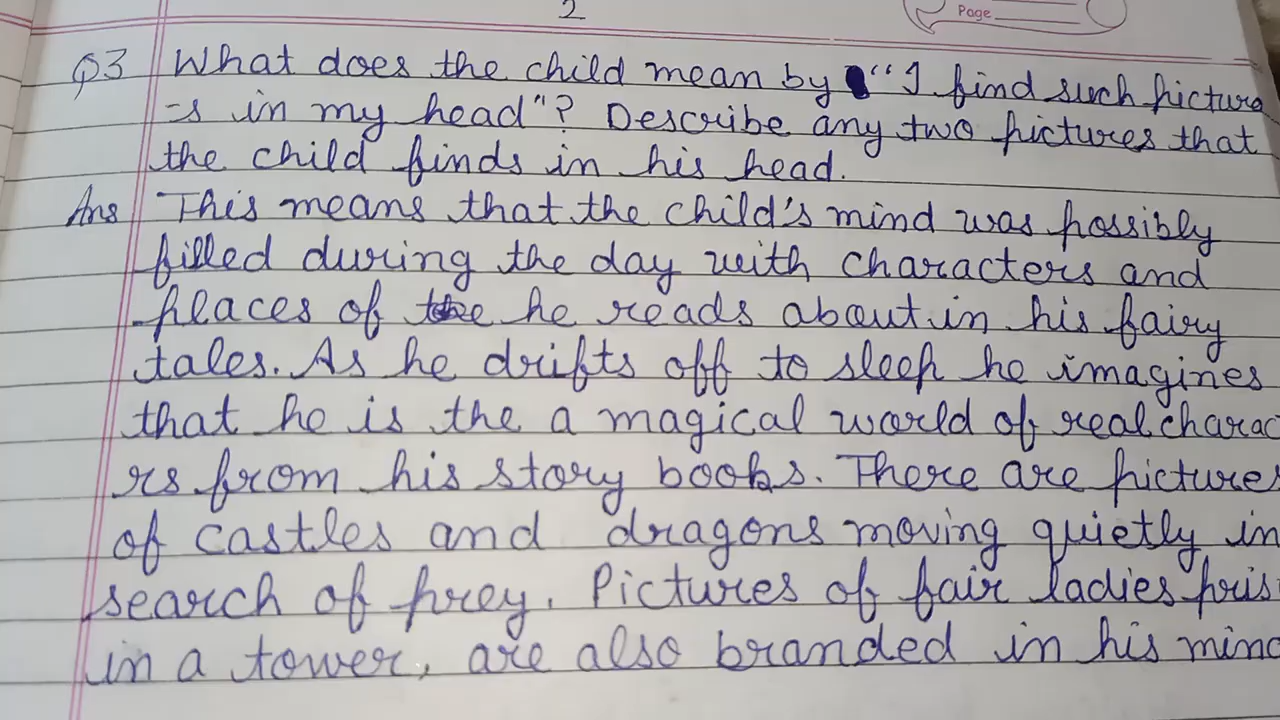 2
Page
Q3 What does the child mean by "I find such picture
-s in my head"? Describe any two pictures that
the child finds in his head.
Ans This means that the child's mind was possibly
filled during the day with characters and
places of he reads about in his fairy
tales. As he drifts off to sleep he imagines
that he is the a magical world of real charac
rs from his story books. There are pictures
of castles and dragons moving quietly in
search of prey. Pictures of fair ladies pris
in a tower, are also branded in his mind